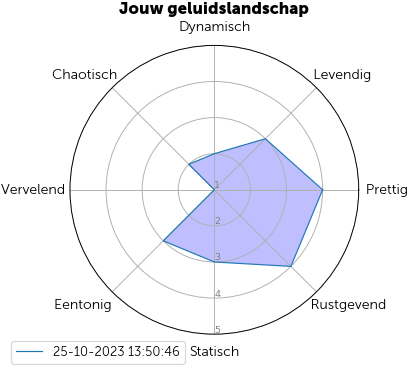 Jouw geluidslandschap
Dynamisch
Chaotisch
Levendig
Vervelend
1
Prettig
2
3
4
Eentonig
Rustgevend
5
25-10-2023 13:50:46
Statisch